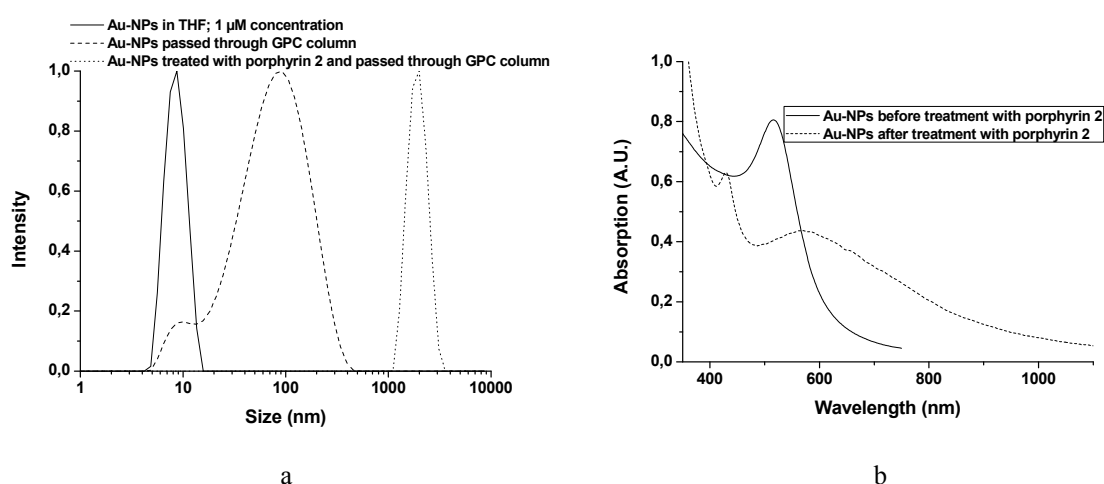 Au-NPs in THF; 1 µM concentration
Au-NPs passed through GPC column
Au-NPs treated with porphyrin 2 and passed through GPC column
1,0
0,8
0,6
0,4
0,2
0,0
Intensity
1 10 100 1000 10000
Size (nm)
a
Au-NPs before treatment with porphyrin 2
Au-NPs after treatment with porphyrin 2
1,0
0,8
0,6
0,4
0,2
0,0
Absorption (A.U.)
400 600 800 1000
Wavelength (nm)
b